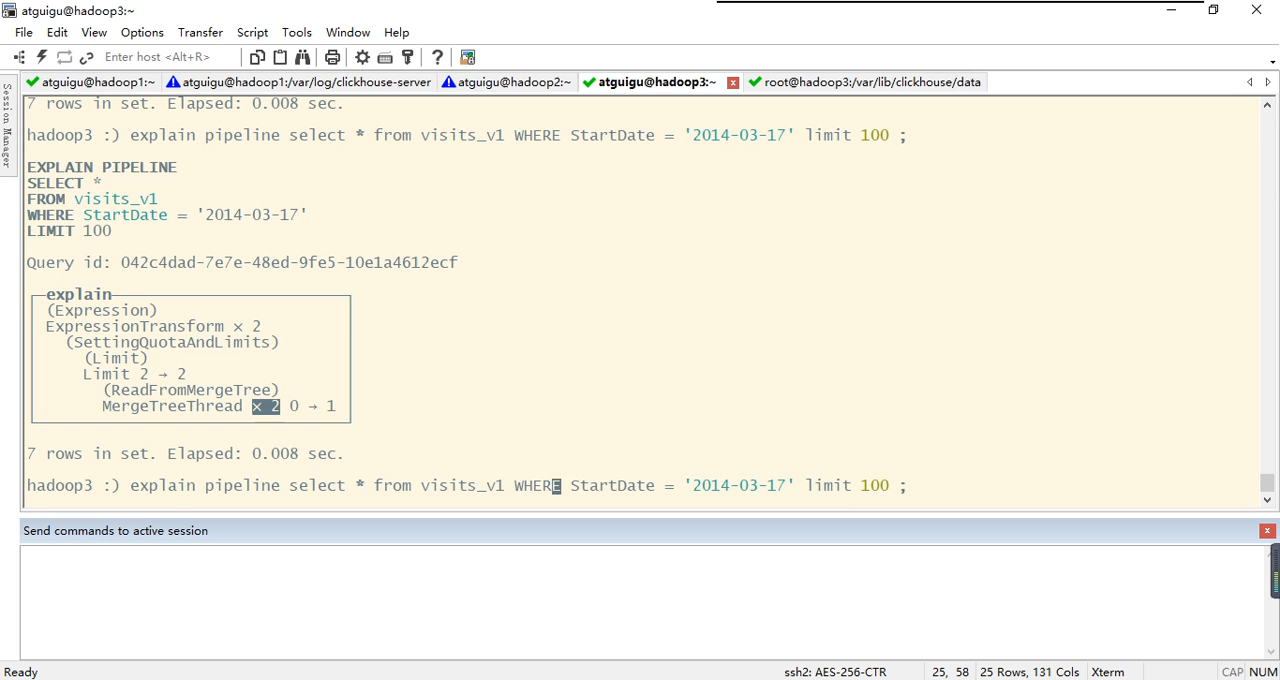 atguigu@hadoop3:~
File Edit View Options Transfer Script Tools Window Help
Enter host <Alt+R>
atguigu@hadoop1:~ atguigu@hadoop1:/var/log/clickhouse-server atguigu@hadoop2:~ atguigu@hadoop3:~ root@hadoop3:/var/lib/clickhouse/data
Session Manager
7 rows in set. Elapsed: 0.008 sec.
hadoop3 :) explain pipeline select * from visits_v1 WHERE StartDate = '2014-03-17' limit 100 ;
EXPLAIN PIPELINE
SELECT *
FROM visits_v1
WHERE StartDate = '2014-03-17'
LIMIT 100
Query id: 042c4dad-7e7e-48ed-9fe5-10e1a4612ecf
explain
(Expression)
ExpressionTransform × 2
(SettingQuotaAndLimits)
(Limit)
Limit 2 → 2
(ReadFromMergeTree)
MergeTreeThread × 2 0 → 1
7 rows in set. Elapsed: 0.008 sec.
hadoop3 :) explain pipeline select * from visits_v1 WHERE StartDate = '2014-03-17' limit 100 ;
Send commands to active session
Ready ssh2: AES-256-CTR 25, 58 25 Rows, 131 Cols Xterm CAP NUM